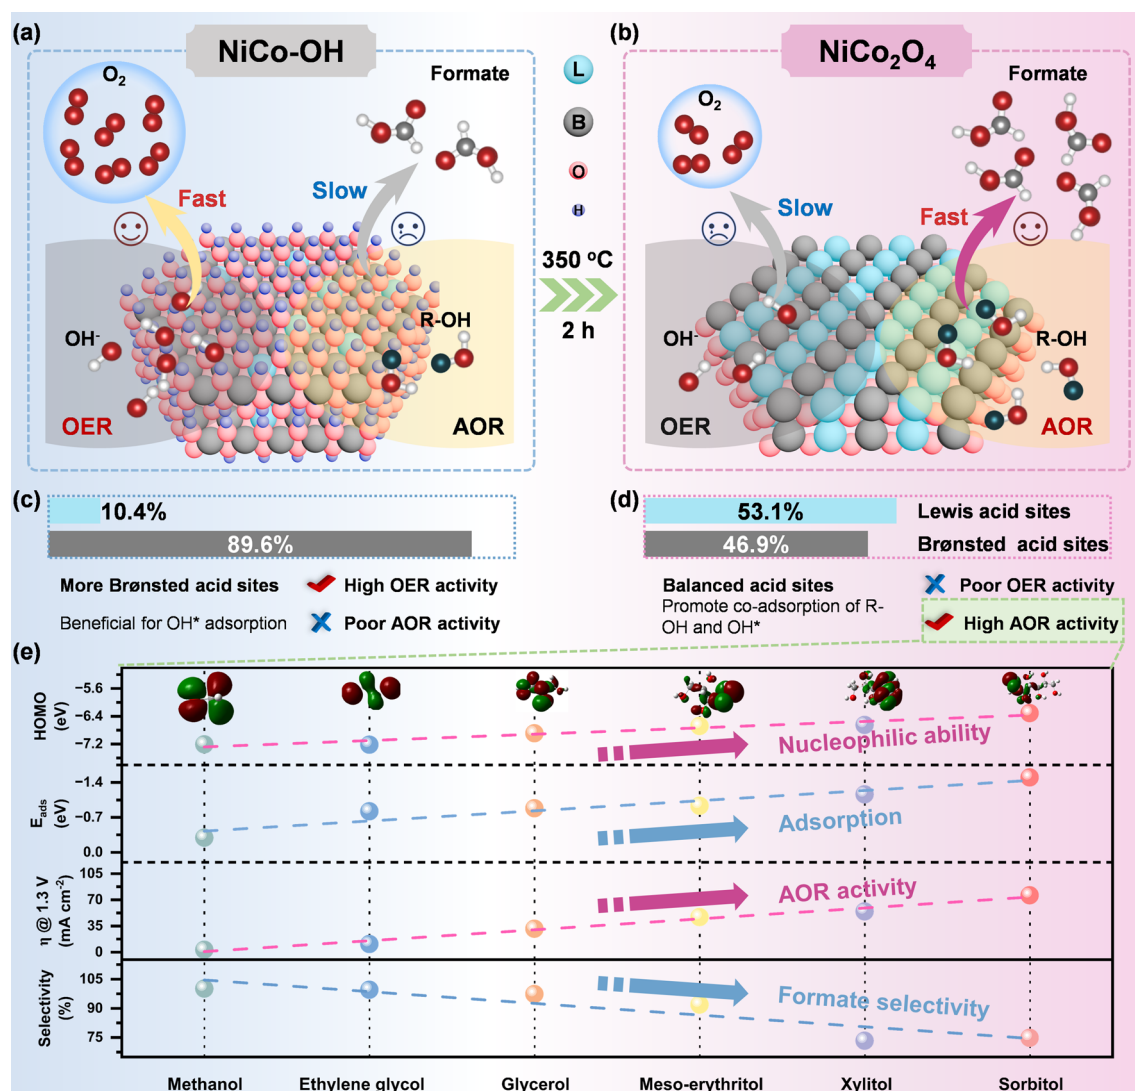 (a)
NiCo-OH
O2
Formate
Fast
Slow
OH-
R-OH
OER
AOR
L
B
O
H
350 oC
2 h
(b)
NiCo2O4
O2
Formate
Slow
Fast
OH-
R-OH
OER
AOR
(c)
10.4%
89.6%
More Brønsted acid sites
High OER activity
Beneficial for OH* adsorption
Poor AOR activity
(d)
53.1%
Lewis acid sites
46.9%
Brønsted acid sites
Balanced acid sites
Poor OER activity
Promote co-adsorption of R-
OH and OH*
High AOR activity
(e)
HOMO
(eV)
−5.6
−6.4
−7.2
Nucleophilic ability
Eads
(eV)
−1.4
−0.7
0.0
Adsorption
η @ 1.3 V
(mA cm-2)
105
70
35
0
AOR activity
Selectivity
(%)
105
90
75
Formate selectivity
Methanol
Ethylene glycol
Glycerol
Meso-erythritol
Xylitol
Sorbitol